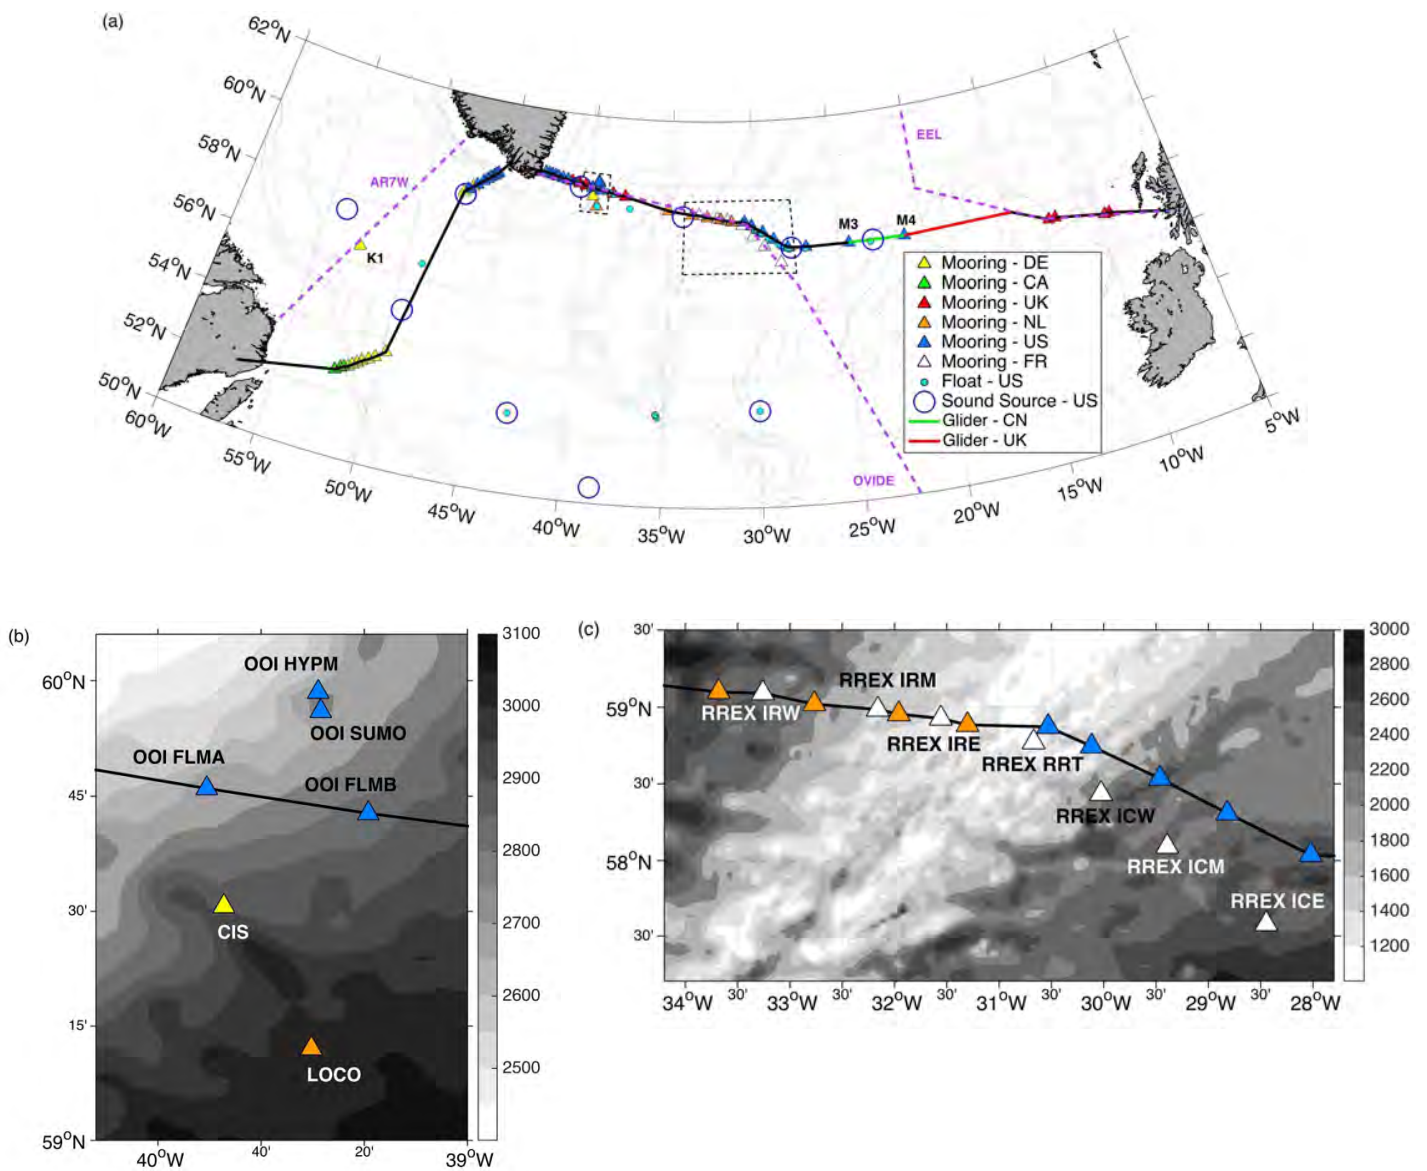 (a)
62°N
60°N
58°N
56°N
54°N
52°N
50°N
60°W
55°W
50°W
45°W
40°W
35°W
30°W
25°W
20°W
15°W
10°W
5°W
AR7W
K1
EEL
M3
M4
OVIDE
Mooring - DE
Mooring - CA
Mooring - UK
Mooring - NL
Mooring - US
Mooring - FR
Float - US
Sound Source - US
Glider - CN
Glider - UK
(b)
OOI HYPM
OOI SUMO
OOI FLMA
OOI FLMB
CIS
LOCO
60°N
45'
30'
15'
59°N
40°W
40'
20'
39°W
3100
3000
2900
2800
2700
2600
2500
(c)
RREX IRM
RREX IRW
RREX IRE
RREX RRT
RREX ICW
RREX ICM
RREX ICE
30'
59°N
30'
58°N
30'
34°W
30'
33°W
30'
32°W
30'
31°W
30'
30°W
30'
29°W
30'
28°W
3000
2800
2600
2400
2200
2000
1800
1600
1400
1200